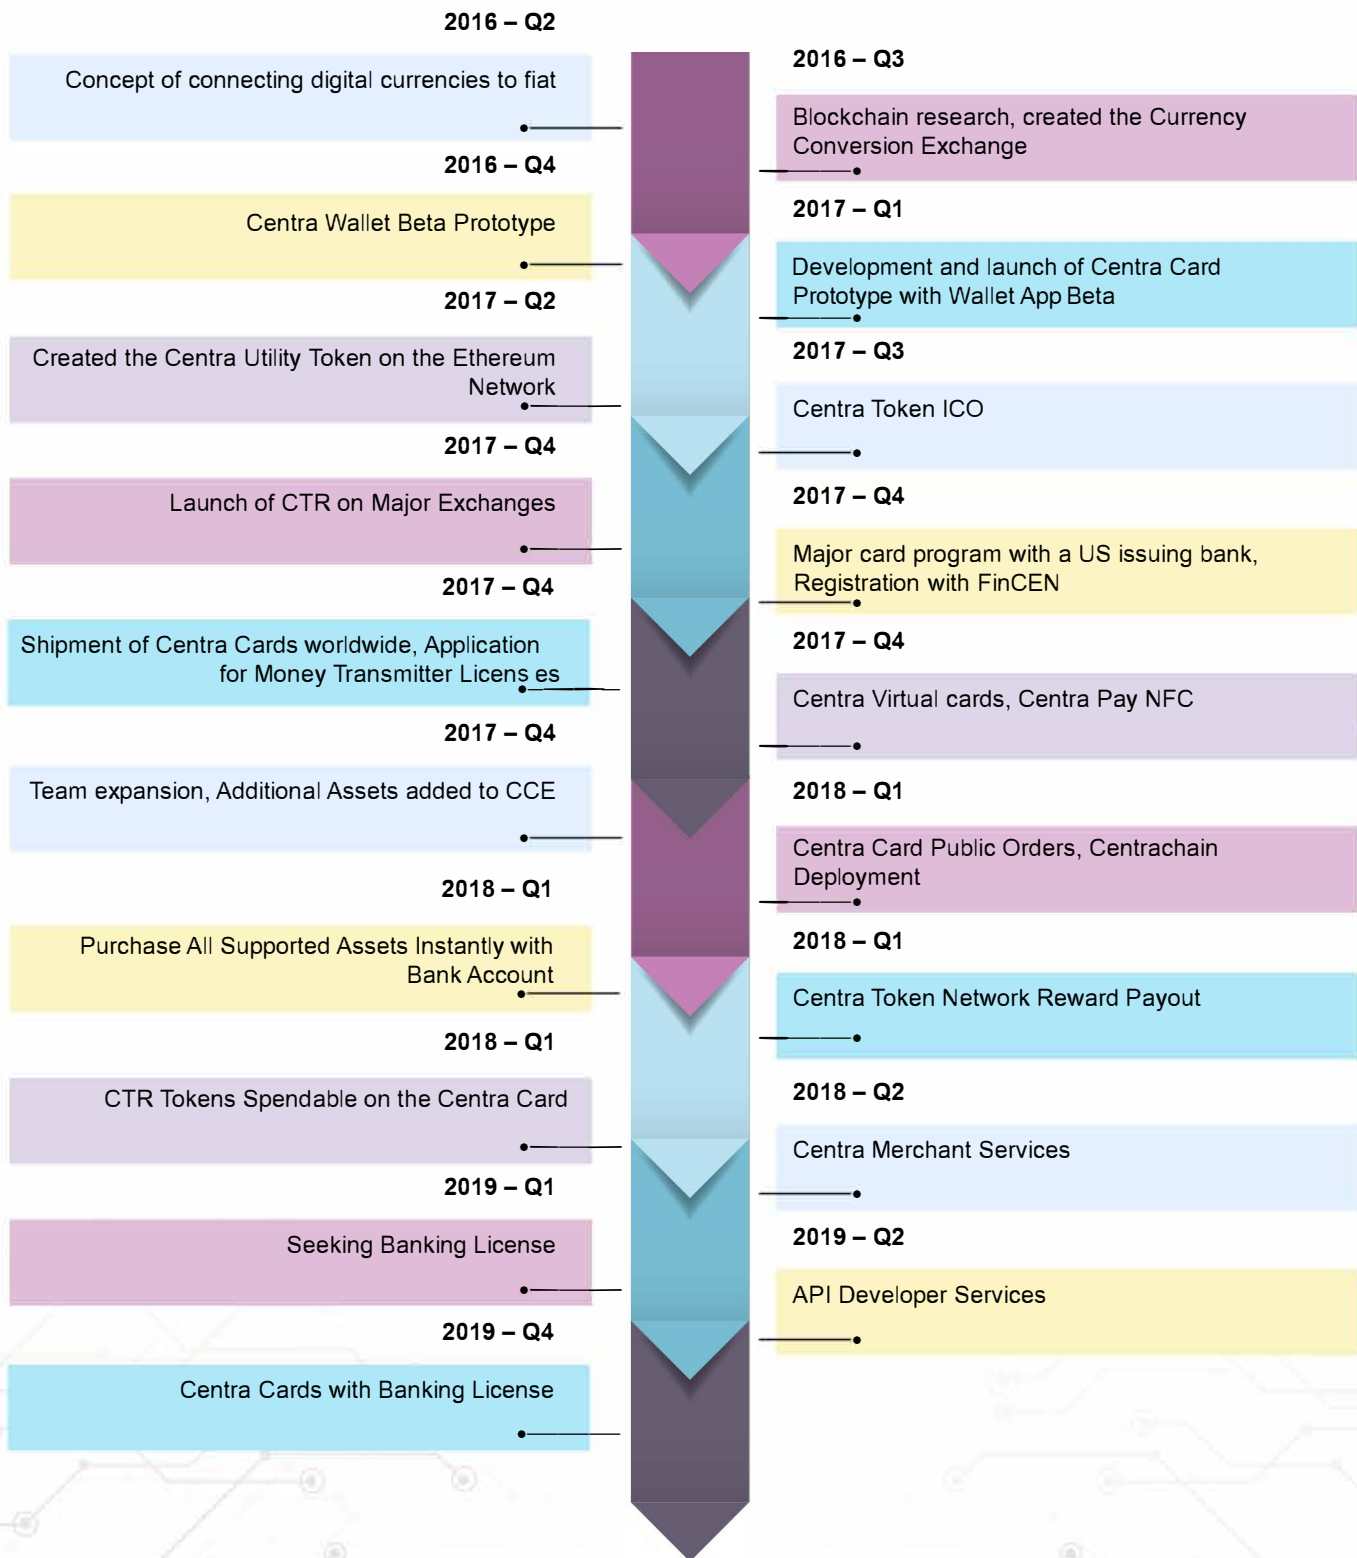 2016 – Q2
Concept of connecting digital currencies to fiat
2016 – Q3
Blockchain research, created the Currency
Conversion Exchange
2016 – Q4
Centra Wallet Beta Prototype
2017 – Q1
Development and launch of Centra Card
Prototype with Wallet App Beta
2017 – Q2
Created the Centra Utility Token on the Ethereum
Network
2017 – Q3
Centra Token ICO
2017 – Q4
Launch of CTR on Major Exchanges
2017 – Q4
Major card program with a US issuing bank,
Registration with FinCEN
2017 – Q4
Shipment of Centra Cards worldwide, Application
for Money Transmitter Licens es
2017 – Q4
Centra Virtual cards, Centra Pay NFC
2017 – Q4
Team expansion, Additional Assets added to CCE
2018 – Q1
Centra Card Public Orders, Centrachain
Deployment
2018 – Q1
Purchase All Supported Assets Instantly with
Bank Account
2018 – Q1
Centra Token Network Reward Payout
2018 – Q1
CTR Tokens Spendable on the Centra Card
2018 – Q2
Centra Merchant Services
2019 – Q1
Seeking Banking License
2019 – Q2
API Developer Services
2019 – Q4
Centra Cards with Banking License